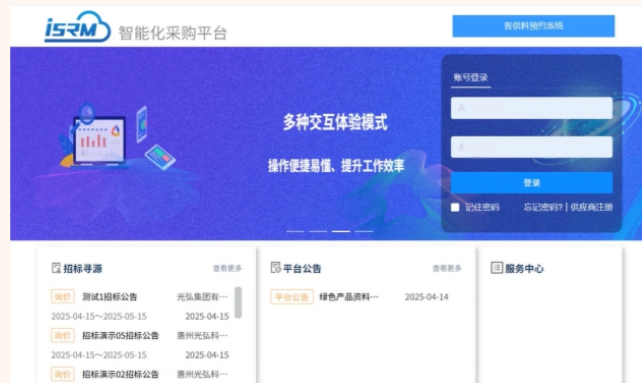 iSRM 智能化采购平台
客供料预约系统
账号登录
多种交互体验模式
操作便捷易懂、提升工作效率
登录
记住密码 忘记密码? | 供应商注册
招标寻源 查看更多
询价 测试1招标公告 光弘集团有…
2025-04-15～2025-05-15 2025-04-15
询价 招标演示05招标公告 惠州光弘科…
2025-04-15～2025-05-15 2025-04-15
询价 招标演示02招标公告 惠州光弘科…
平台公告 查看更多
平台公告 绿色产品资料… 2025-04-14
服务中心